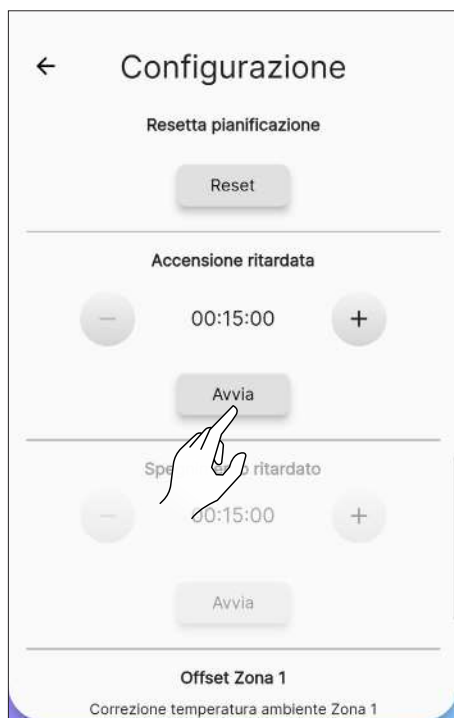 Configurazione
Resetta pianificazione
Reset
Accensione ritardata
00:15:00
Avvia
ritardato
00:15:00
Avvia
Offset Zona 1
Correzione temperatura ambiente Zona 1